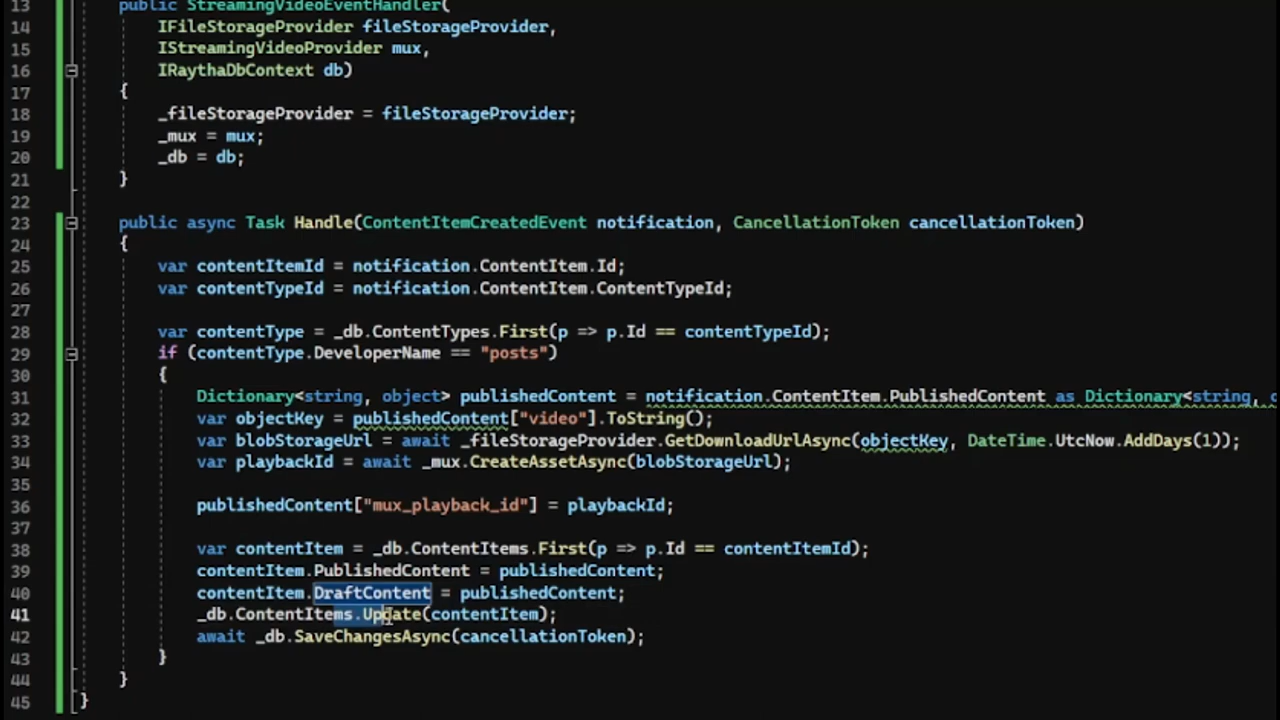 13 public StreamingVideoEventHandler(
14 IFileStorageProvider fileStorageProvider,
15 IStreamingVideoProvider mux,
16 IRaythaDbContext db)
17 {
18 _fileStorageProvider = fileStorageProvider;
19 _mux = mux;
20 _db = db;
21 }
22
23 public async Task Handle(ContentItemCreatedEvent notification, CancellationToken cancellationToken)
24 {
25 var contentItemId = notification.ContentItem.Id;
26 var contentTypeId = notification.ContentItem.ContentTypeId;
27
28 var contentType = _db.ContentTypes.First(p => p.Id == contentTypeId);
29 if (contentType.DeveloperName == "posts")
30 {
31 Dictionary<string, object> publishedContent = notification.ContentItem.PublishedContent as Dictionary<string,
32 var objectKey = publishedContent["video"].ToString();
33 var blobStorageUrl = await _fileStorageProvider.GetDownloadUrlAsync(objectKey, DateTime.UtcNow.AddDays(1));
34 var playbackId = await _mux.CreateAssetAsync(blobStorageUrl);
35
36 publishedContent["mux_playback_id"] = playbackId;
37
38 var contentItem = _db.ContentItems.First(p => p.Id == contentItemId);
39 contentItem.PublishedContent = publishedContent;
40 contentItem.DraftContent = publishedContent;
41 _db.ContentItems.Update(contentItem);
42 await _db.SaveChangesAsync(cancellationToken);
43 }
44 }
45 }